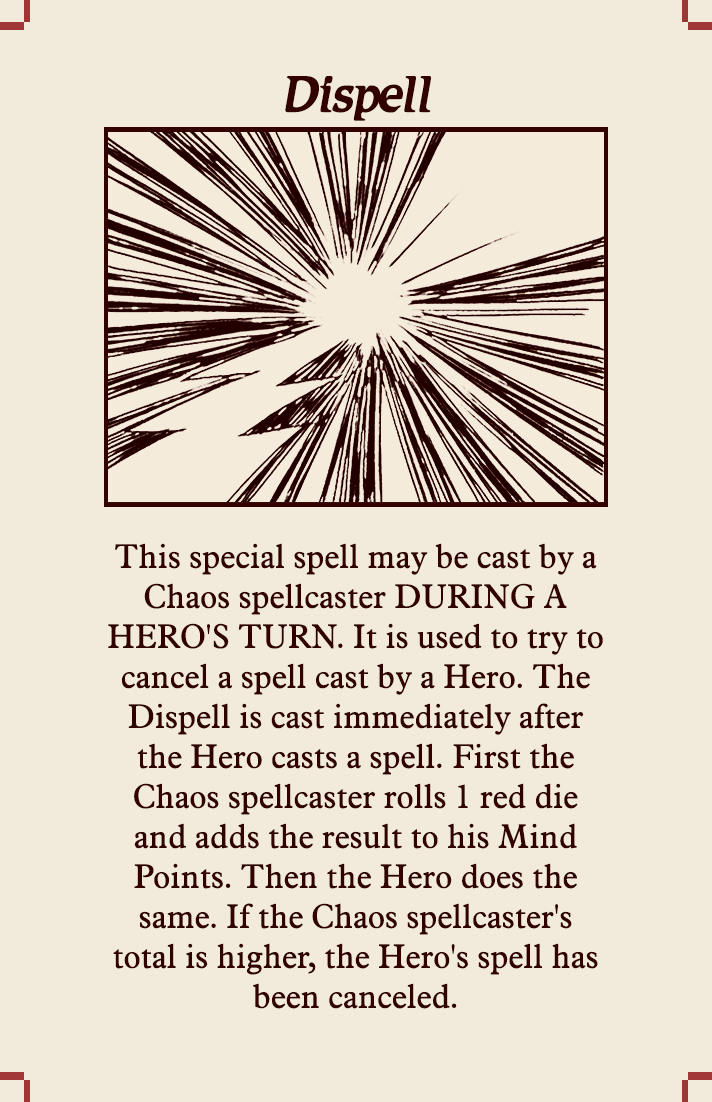 Dispell
This special spell may be cast by a
Chaos spellcaster DURING A
HERO'S TURN. It is used to try to
cancel a spell cast by a Hero. The
Dispell is cast immediately after
the Hero casts a spell. First the
Chaos spellcaster rolls 1 red die
and adds the result to his Mind
Points. Then the Hero does the
same. If the Chaos spellcaster's
total is higher, the Hero's spell has
been canceled.